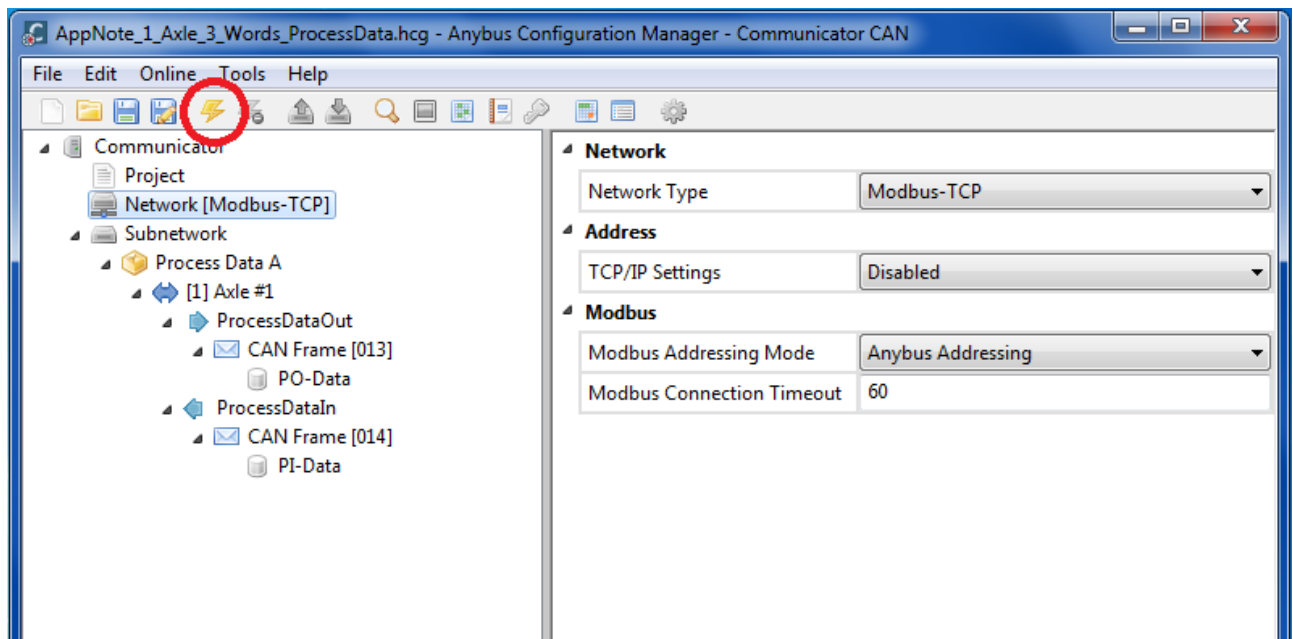 AppNote_1_Axle_3_Words_ProcessData.hcg - Anybus Configuration Manager - Communicator CAN
File Edit Online Tools Help
Communicator
Project
Network [Modbus-TCP]
Subnetwork
Process Data A
[1] Axle #1
ProcessDataOut
CAN Frame [013]
PO-Data
ProcessDataIn
CAN Frame [014]
PI-Data
Network
Network Type Modbus-TCP
Address
TCP/IP Settings Disabled
Modbus
Modbus Addressing Mode Anybus Addressing
Modbus Connection Timeout 60